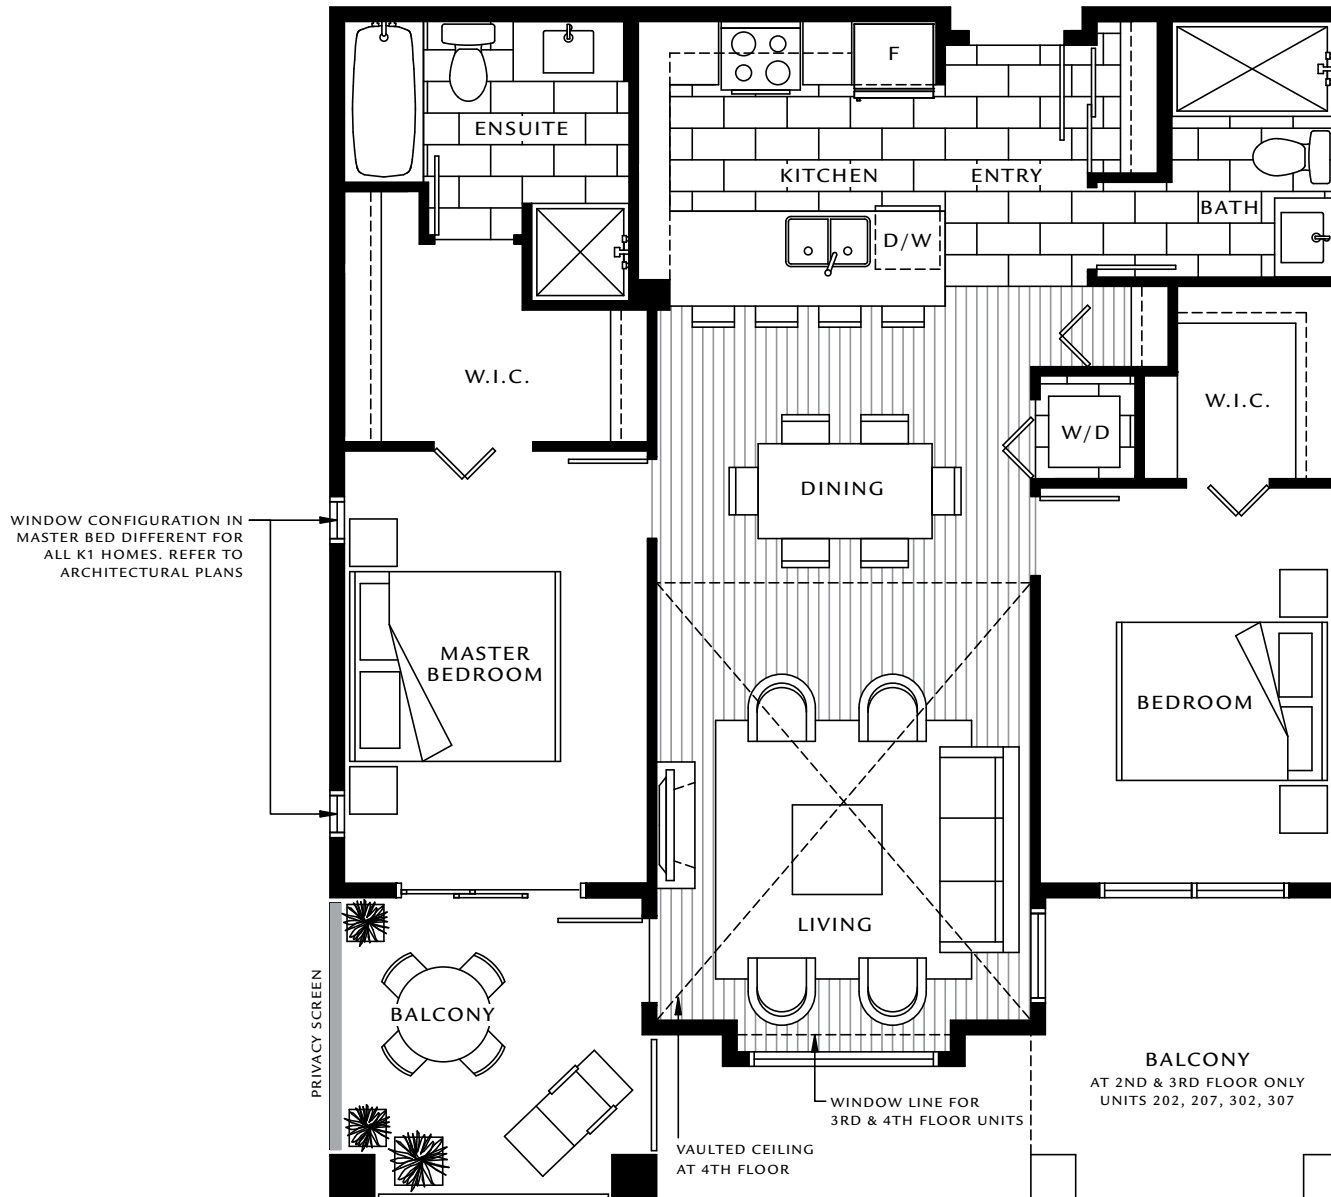 F
ENSUITE
KITCHEN
ENTRY
BATH
D/W
W.I.C.
W.I.C.
W/D
DINING
WINDOW CONFIGURATION IN
MASTER BED DIFFERENT FOR
ALL K1 HOMES. REFER TO
ARCHITECTURAL PLANS
MASTER
BEDROOM
BEDROOM
LIVING
PRIVACY SCREEN
BALCONY
BALCONY
AT 2ND & 3RD FLOOR ONLY
UNITS 202, 207, 302, 307
WINDOW LINE FOR
3RD & 4TH FLOOR UNITS
VAULTED CEILING
AT 4TH FLOOR